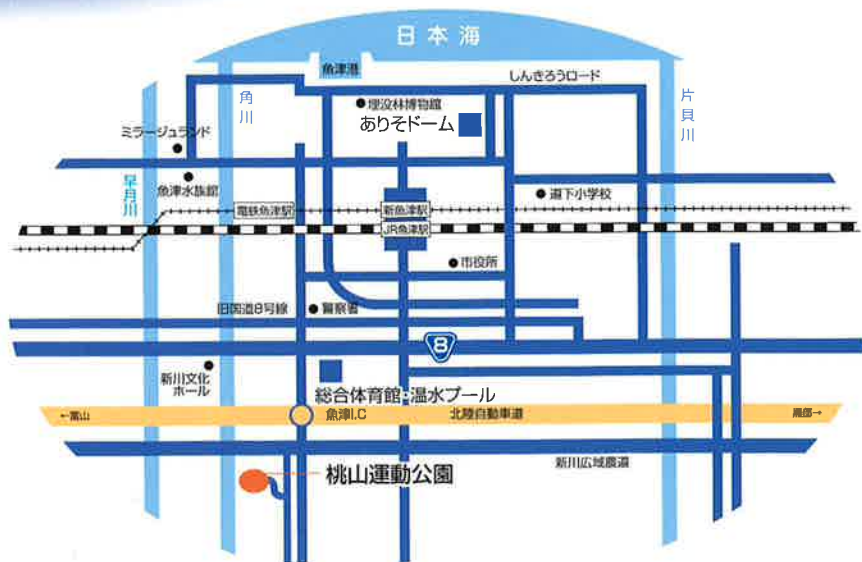 日本海
魚津港
しんきろうロード
角川
片貝川
埋没林博物館
ありそドーム
ミラージュランド
早月川
魚津水族館
道下小学校
電鉄魚津駅
新魚津駅
JR魚津駅
市役所
旧国道8号線
警察署
8
新川文化
ホール
総合体育館・温水プール
←富山
魚津I.C
北陸自動車道
黒部→
新川広域農道
桃山運動公園